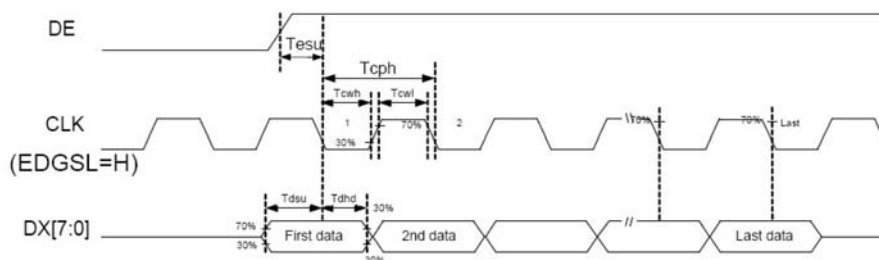 DE
Tesu
Tcph
Tcwh
Tcwl
CLK
1
70%
2
\\
70%
70%
Last
30%
(EDGSL=H)
Tdsu
Tdhd
30%
DX[7:0]
70%
First data
2nd data
//
Last data
30%
30%